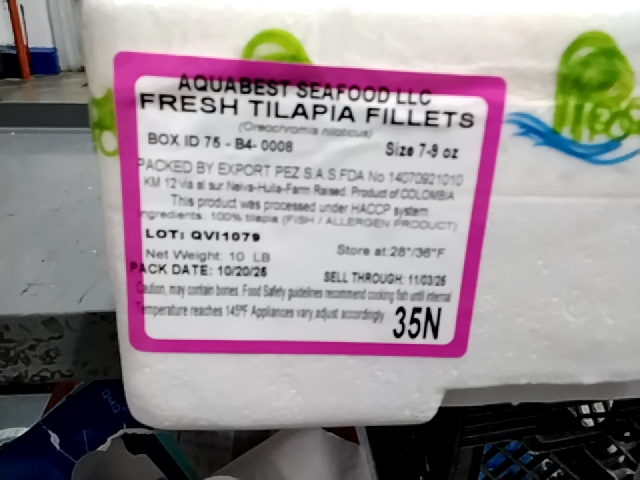 AQUABEST SEAFOOD LLC
FRESH TILAPIA FILLETS
(Oreochromis niloticus)
BOX ID 75 - B4- 0008 Size 7-9 oz
PACKED BY EXPORT PEZ S.A.S.FDA No 14070921010
KM 12 via al sur Neiva-Huila-Farm Raised. Product of COLOMBIA
This product was processed under HACCP system
Ingredients: 100% tilapia (FISH / ALLERGEN PRODUCT)
LOT: QVI1079
Net Weight: 10 LB Store at:28°/36°F
PACK DATE: 10/20/25 SELL THROUGH: 11/03/25
Caution, may contain bones. Food Safety guidelines recommend cooking fish until internal
Temperature reaches 145ºF Appliances vary, adjust accordingly
35N